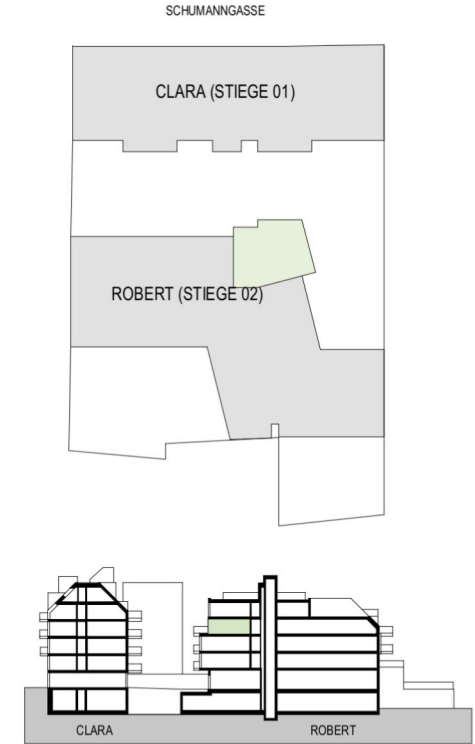 SCHUMANNGASSE
CLARA (STIEGE 01)
ROBERT (STIEGE 02)
CLARA
ROBERT